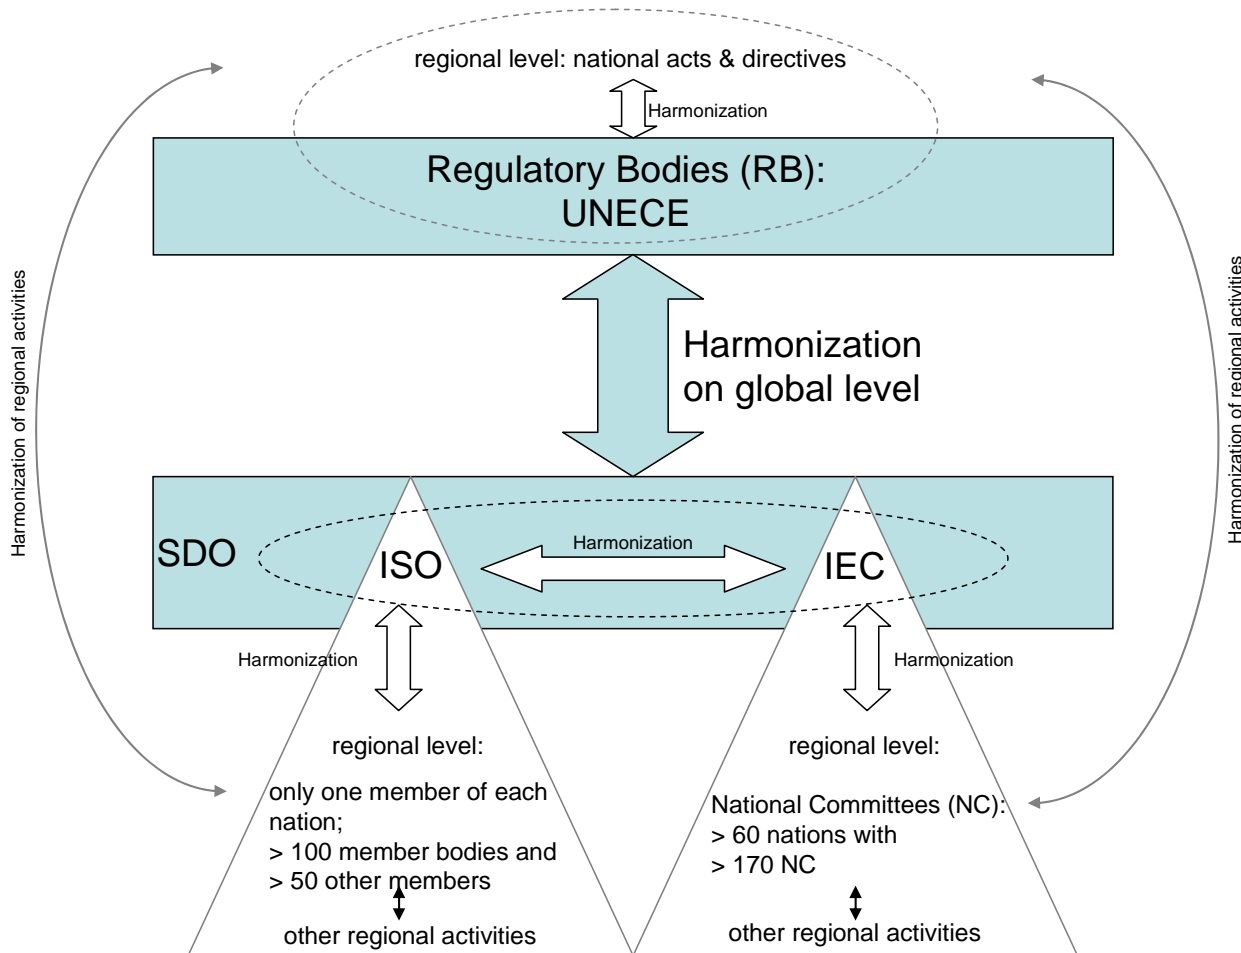 regional level: national acts & directives
Harmonization
Regulatory Bodies (RB):
UNECE
Harmonization of regional activities
Harmonization
on global level
Harmonization of regional activities
SDO
ISO
Harmonization
IEC
Harmonization
Harmonization
regional level:
only one member of each
nation;
> 100 member bodies and
> 50 other members
other regional activities
regional level:
National Committees (NC):
> 60 nations with
> 170 NC
other regional activities